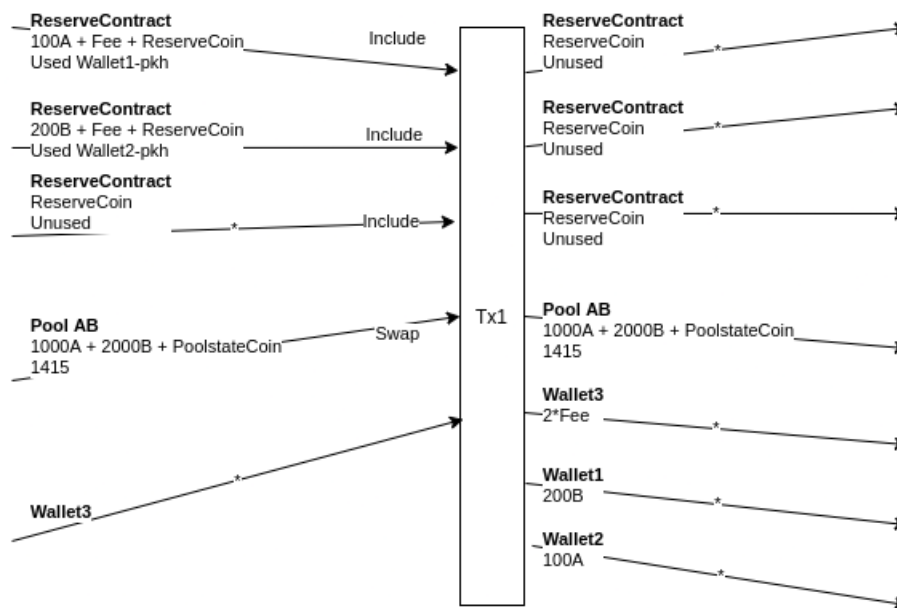 ReserveContract
100A + Fee + ReserveCoin
Used Wallet1-pkh
Include
ReserveContract
200B + Fee + ReserveCoin
Used Wallet2-pkh
Include
ReserveContract
ReserveCoin
Unused
*
Include
Pool AB
1000A + 2000B + PoolstateCoin
1415
Swap
Wallet3
*
Tx1
ReserveContract
ReserveCoin
Unused
*
ReserveContract
ReserveCoin
Unused
*
ReserveContract
ReserveCoin
Unused
*
Pool AB
1000A + 2000B + PoolstateCoin
1415
Wallet3
2*Fee
*
Wallet1
200B
*
Wallet2
100A
*